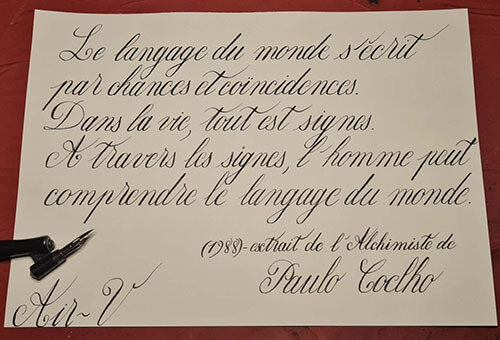 Le langage du monde s'écrit
par chances et coïncidences.
Dans la vie, tout est signes.
A travers les signes, l'homme peut
comprendre le langage du monde.
(1988)-extrait de l'Alchimiste de
Paulo Coelho
Air~V